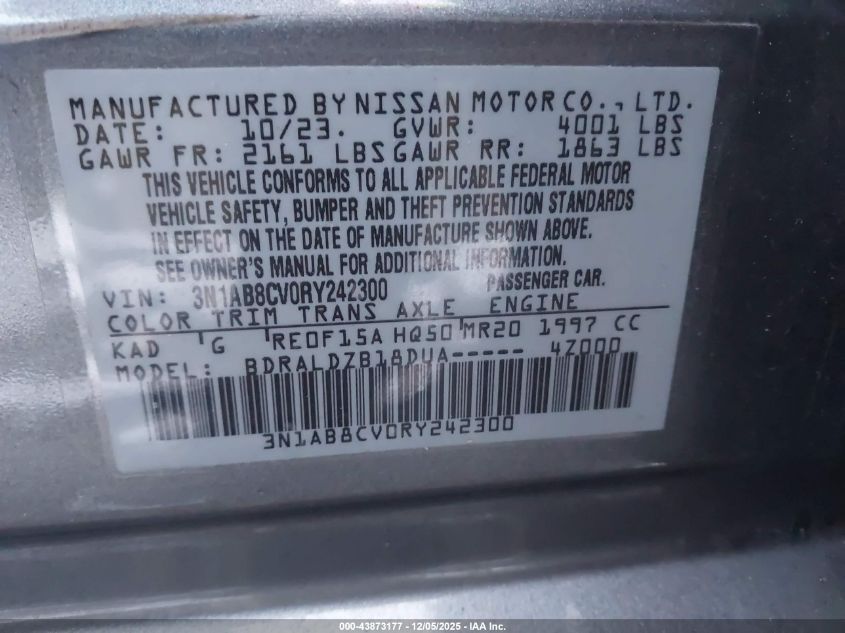 MANUFACTURED BY NISSAN MOTOR CO., LTD.
DATE: 10/23. GVWR: 4001 LBS
GAWR FR: 2161 LBS GAWR RR: 1863 LBS
THIS VEHICLE CONFORMS TO ALL APPLICABLE FEDERAL MOTOR
VEHICLE SAFETY, BUMPER AND THEFT PREVENTION STANDARDS
IN EFFECT ON THE DATE OF MANUFACTURE SHOWN ABOVE.
SEE OWNER'S MANUAL FOR ADDITIONAL INFORMATION.
VIN: 3N1AB8CV0RY242300 PASSENGER CAR.
COLOR TRIM TRANS AXLE ENGINE
KAD G RE0F15A HQ50 MR20 1997 CC
MODEL: BDRALDZB18DUA----- 4Z000
3N1AB8CV0RY242300
000-43873177 - 12/05/2025 - IAA Inc.